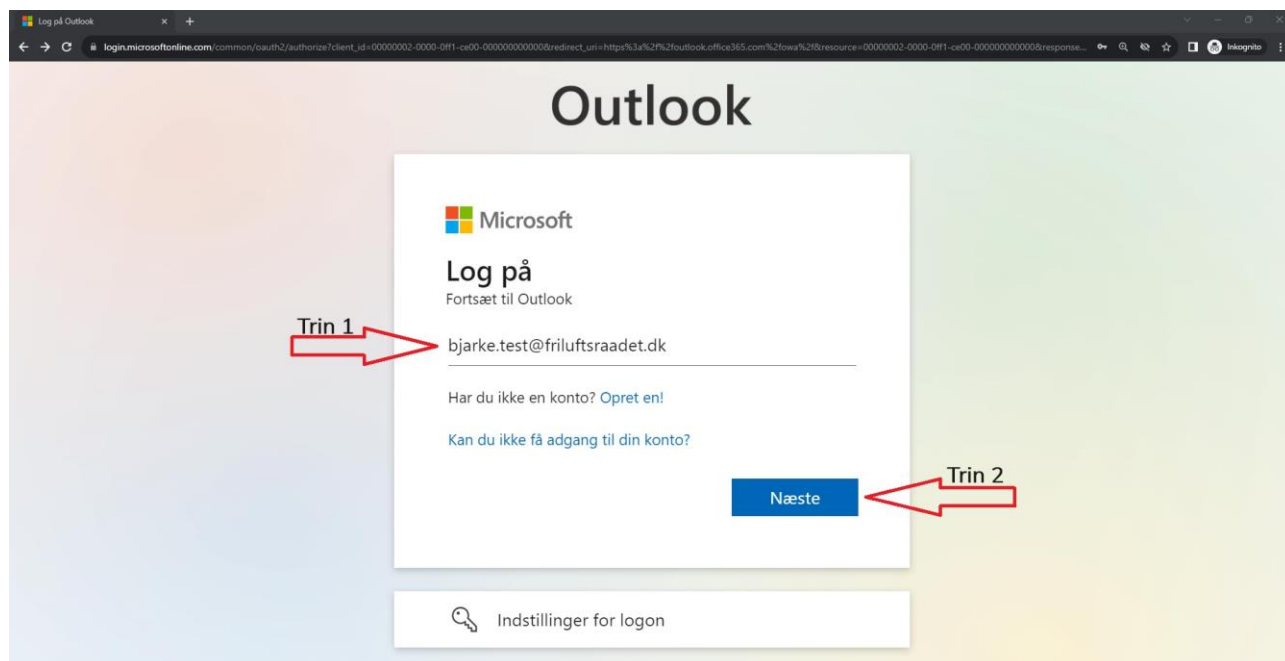 Log på Outlook
login.microsoftonline.com/common/oauth2/authorize?client_id=00000002-0000-0ff1-ce00-000000000000&redirect_uri=https%3a%2f%2foutlook.office365.com%2fowa%2f&resource=00000002-0000-0ff1-ce00-000000000000&response...
Inkognito
Outlook
Microsoft
Log på
Fortsæt til Outlook
Trin 1
bjarke.test@friluftsraadet.dk
Har du ikke en konto? Opret en!
Kan du ikke få adgang til din konto?
Trin 2
Næste
Indstillinger for logon